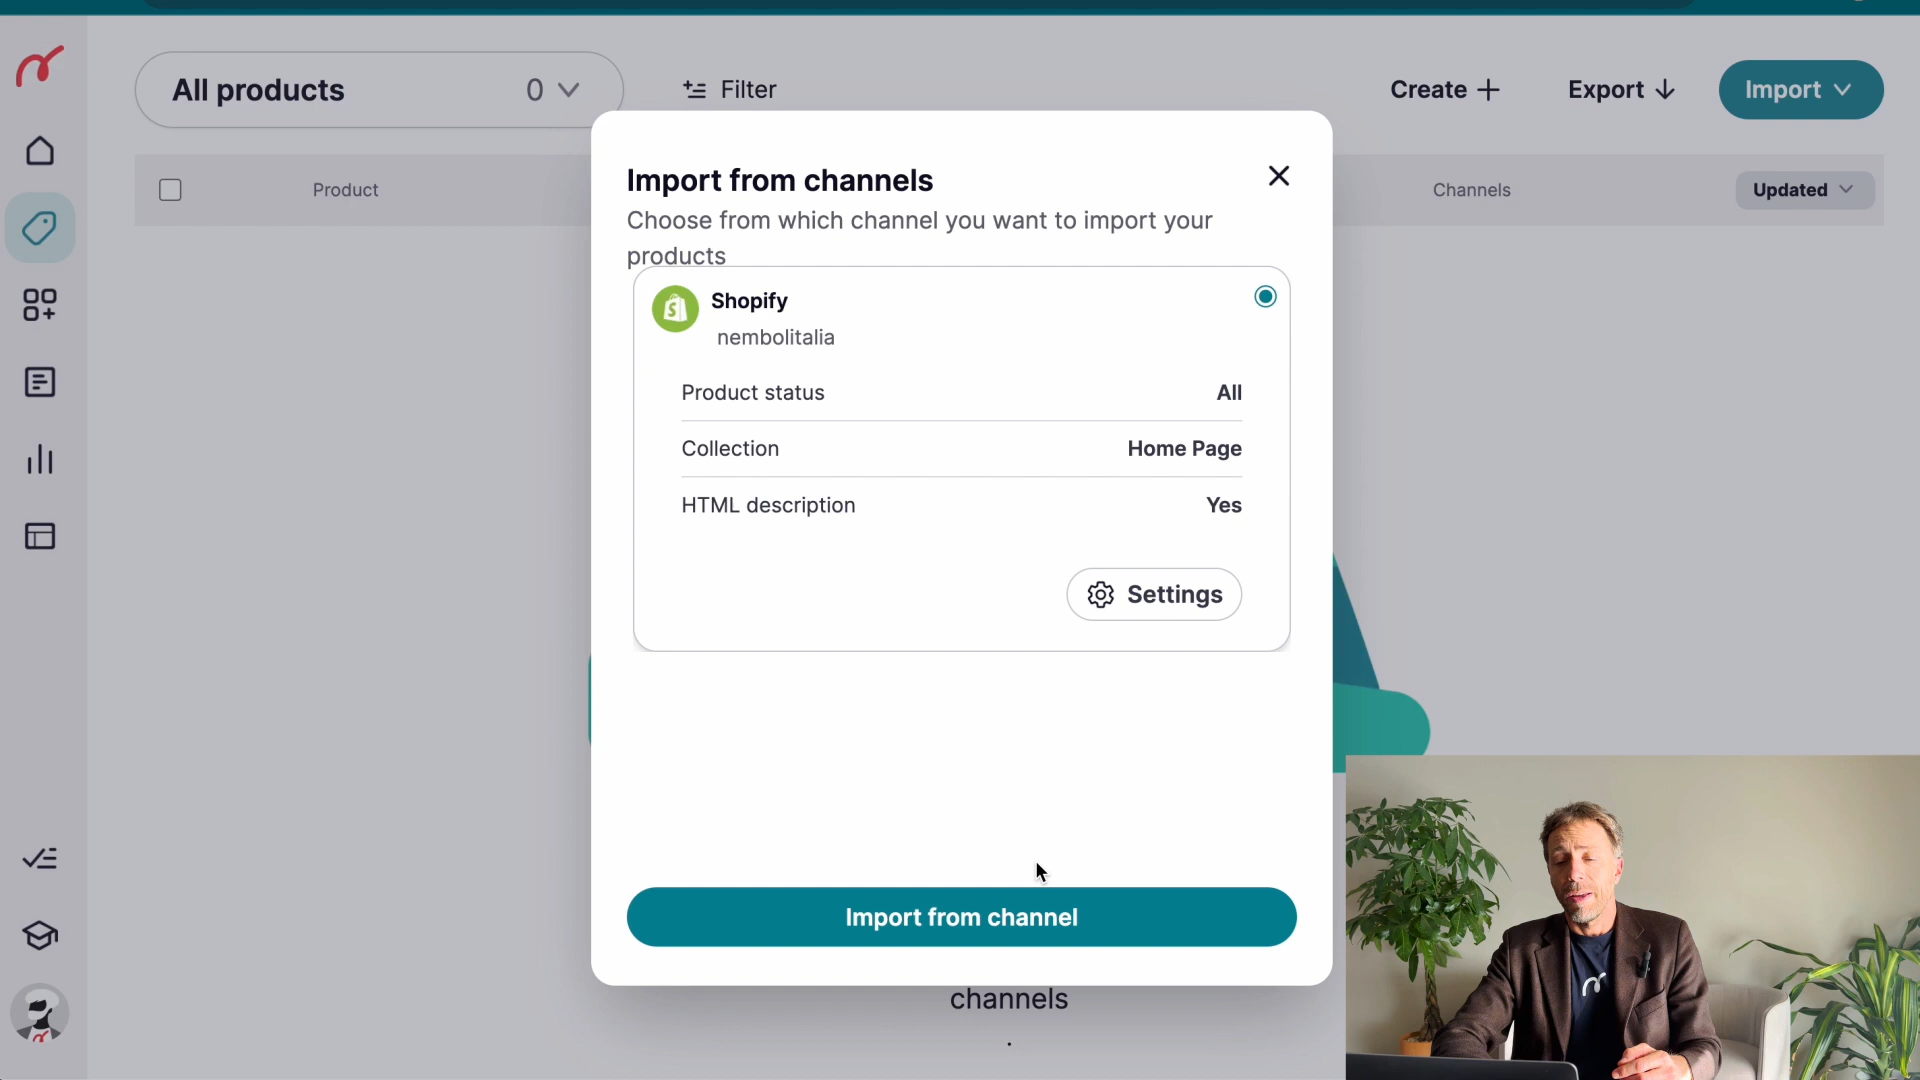 All products 0
Filter
Create
Export
Import
Product
Channels
Updated
Import from channels
Choose from which channel you want to import your
products
Shopify
nembolitalia
Product status All
Collection Home Page
HTML description Yes
Settings
Import from channel
channels
.